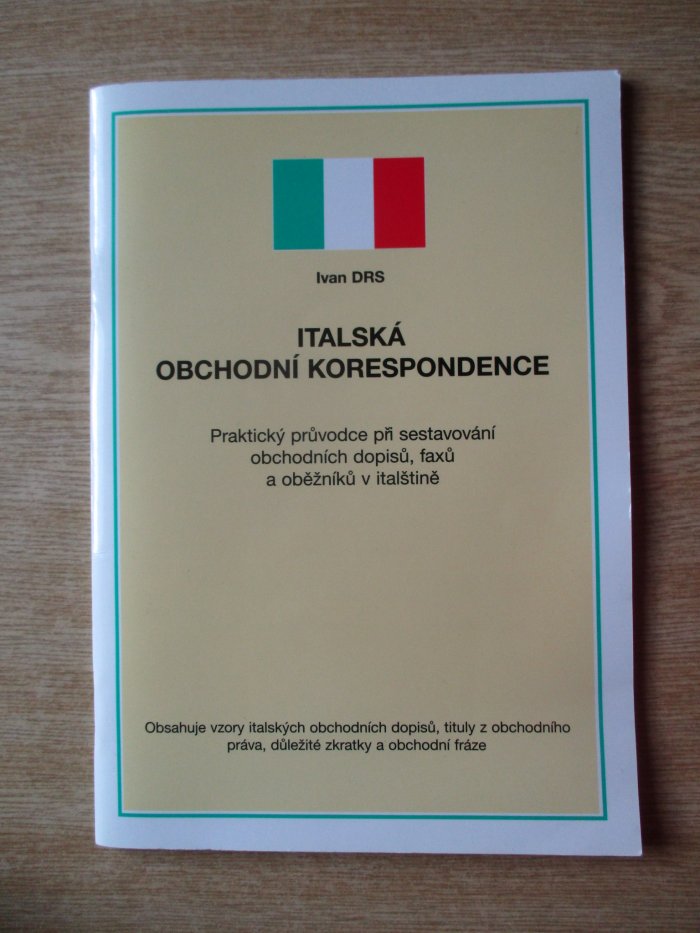 Ivan DRS
ITALSKÁ
OBCHODNÍ KORESPONDENCE
Praktický průvodce při sestavování
obchodních dopisů, faxů
a oběžníků v italštině
Obsahuje vzory italských obchodních dopisů, tituly z obchodního
práva, důležité zkratky a obchodní fráze